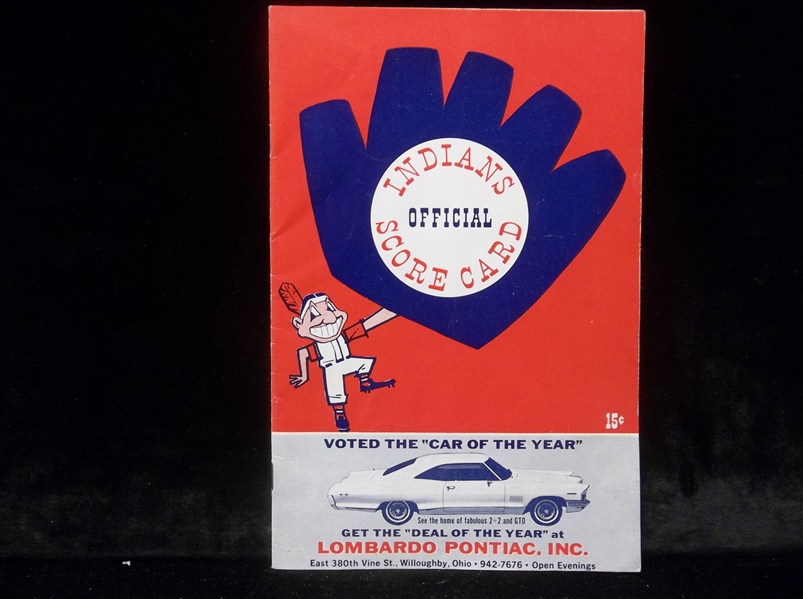 INDIANS
OFFICIAL
SCORE CARD
15¢
VOTED THE "CAR OF THE YEAR"
See the home of fabulous 2+2 and GTO
GET THE "DEAL OF THE YEAR" at
LOMBARDO PONTIAC, INC.
East 380th Vine St., Willoughby, Ohio • 942-7676 • Open Evenings